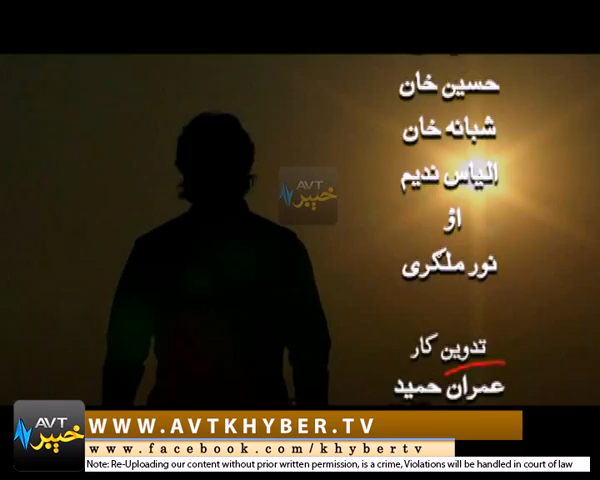 حسین خان
شبانه خان
الیاس ندیم
اؤ
نور ملګری
تدوین کار
عمران حمید
AVT
خیبر
AVT
خیبر
WWW.AVTKHYBER.TV
www.facebook.com/khybertv
Note: Re-Uploading our content without prior written permission, is a crime, Violations will be handled in court of law